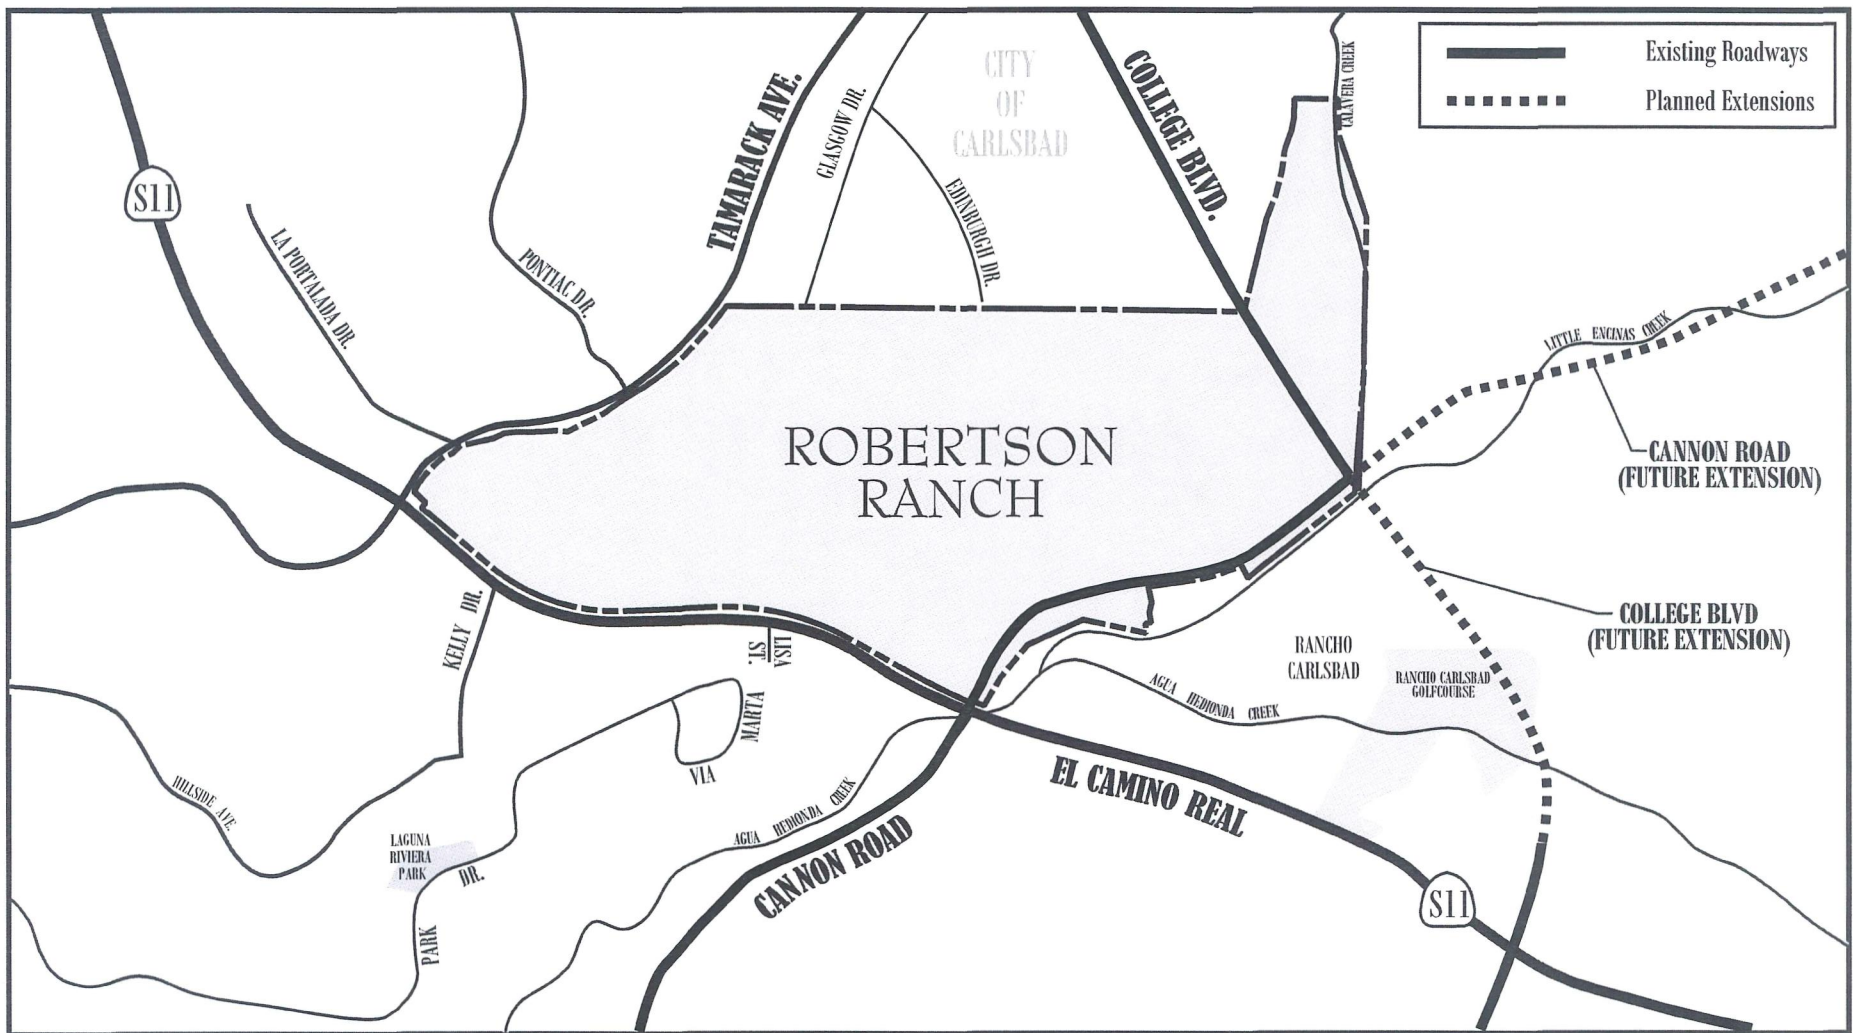 Existing Roadways
Planned Extensions
CITY
OF
CARLSBAD
TAMARACK AVE.
GLASGOW DR.
EDINBURGH DR.
COLLEGE BLVD.
CALAVERA CREEK
S11
LA PORTALADA DR.
PONTIAC DR.
LITTLE ENCINAS CREEK
ROBERTSON
RANCH
CANNON ROAD
(FUTURE EXTENSION)
COLLEGE BLVD
(FUTURE EXTENSION)
KELLY DR.
LISA
ST.
RANCHO
CARLSBAD
RANCHO CARLSBAD
GOLFCOURSE
AGUA HEDIONDA CREEK
VIA MARTA
HILLSIDE AVE.
EL CAMINO REAL
AGUA HEDIONDA CREEK
CANNON ROAD
LAGUNA
RIVIERA
PARK
PARK DR.
S11